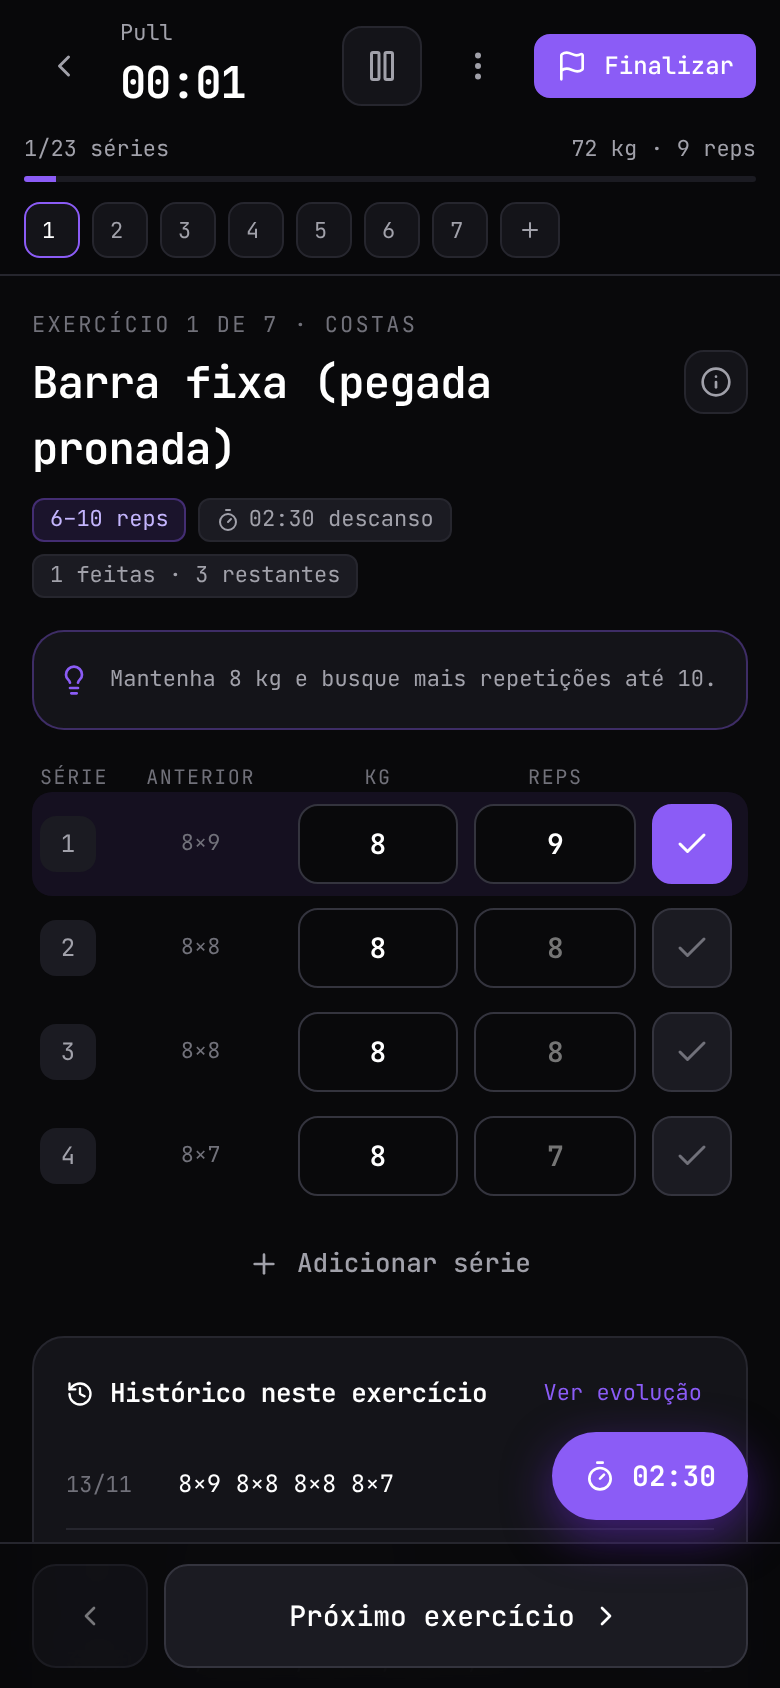 Pull
00:01
Finalizar
1/23 séries
72 kg · 9 reps
1 2 3 4 5 6 7 +
EXERCÍCIO 1 DE 7 · COSTAS
Barra fixa (pegada
pronada)
6–10 reps
02:30 descanso
1 feitas · 3 restantes
Mantenha 8 kg e busque mais repetições até 10.
SÉRIE ANTERIOR KG REPS
1 8×9 8 9
2 8×8 8 8
3 8×8 8 8
4 8×7 8 7
+ Adicionar série
Histórico neste exercício
Ver evolução
13/11 8×9 8×8 8×8 8×7
02:30
Próximo exercício